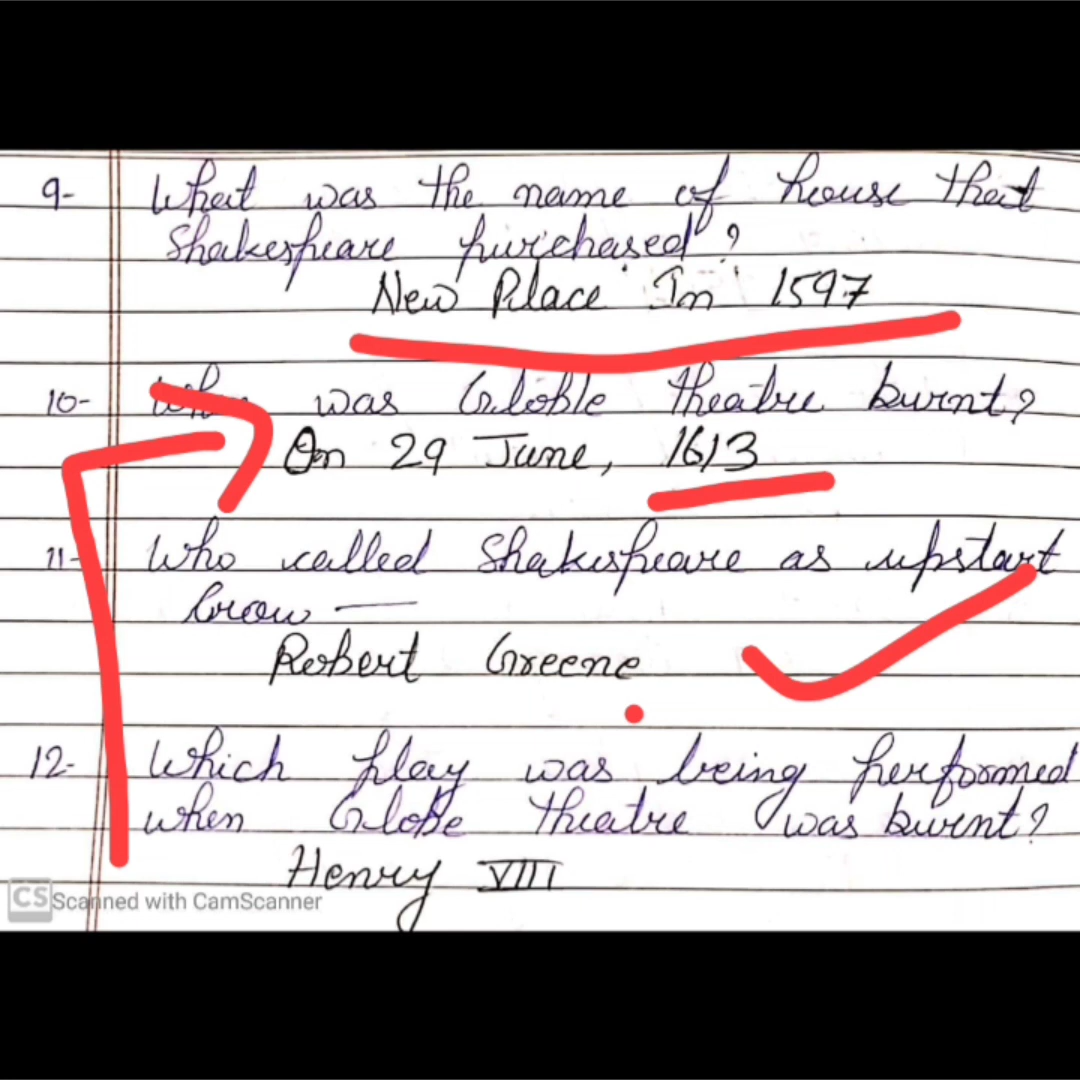 9- What was the name of house that
Shakespeare purchased?
New Place In 1597
10- When was Globle theatre burnt?
On 29 June, 1613
11- Who called Shakespeare as upstart
Crow —
Robert Greene
12- Which play was being performed
when Globe theatre was burnt?
Henry VIII
CS Scanned with CamScanner